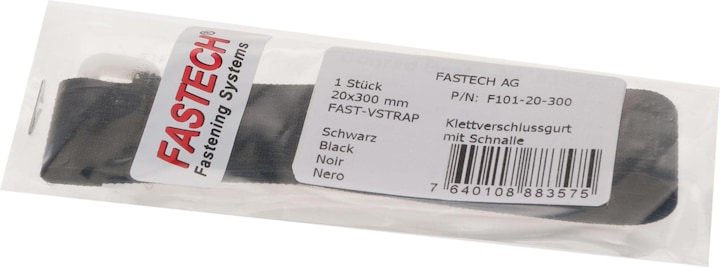 FASTECH®
Fastening Systems
1 Stück
20x300 mm
FAST-VSTRAP
Schwarz
Black
Noir
Nero
FASTECH AG
P/N: F101-20-300
Klettverschlussgurt
mit Schnalle
7 640108 883575